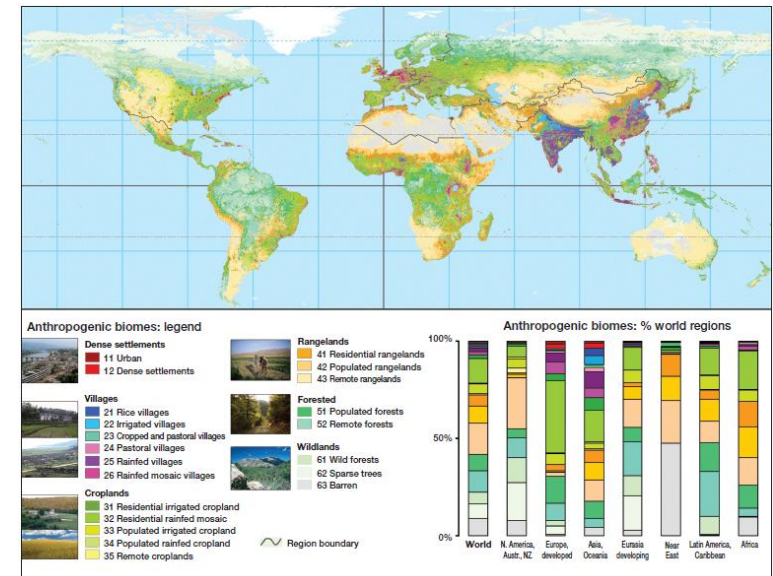 Anthropogenic biomes: legend
Dense settlements
11 Urban
12 Dense settlements
Villages
21 Rice villages
22 Irrigated villages
23 Cropped and pastoral villages
24 Pastoral villages
25 Rainfed villages
26 Rainfed mosaic villages
Croplands
31 Residential irrigated cropland
32 Residential rainfed mosaic
33 Populated irrigated cropland
34 Populated rainfed cropland
35 Remote croplands
Rangelands
41 Residential rangelands
42 Populated rangelands
43 Remote rangelands
Forested
51 Populated forests
52 Remote forests
Wildlands
61 Wild forests
62 Sparse trees
63 Barren
Region boundary
Anthropogenic biomes: % world regions
100%
50%
0%
World
N. America,
Austr., NZ
Europe,
developed
Asia,
Oceania
Eurasia
developing
Near
East
Latin America,
Caribbean
Africa